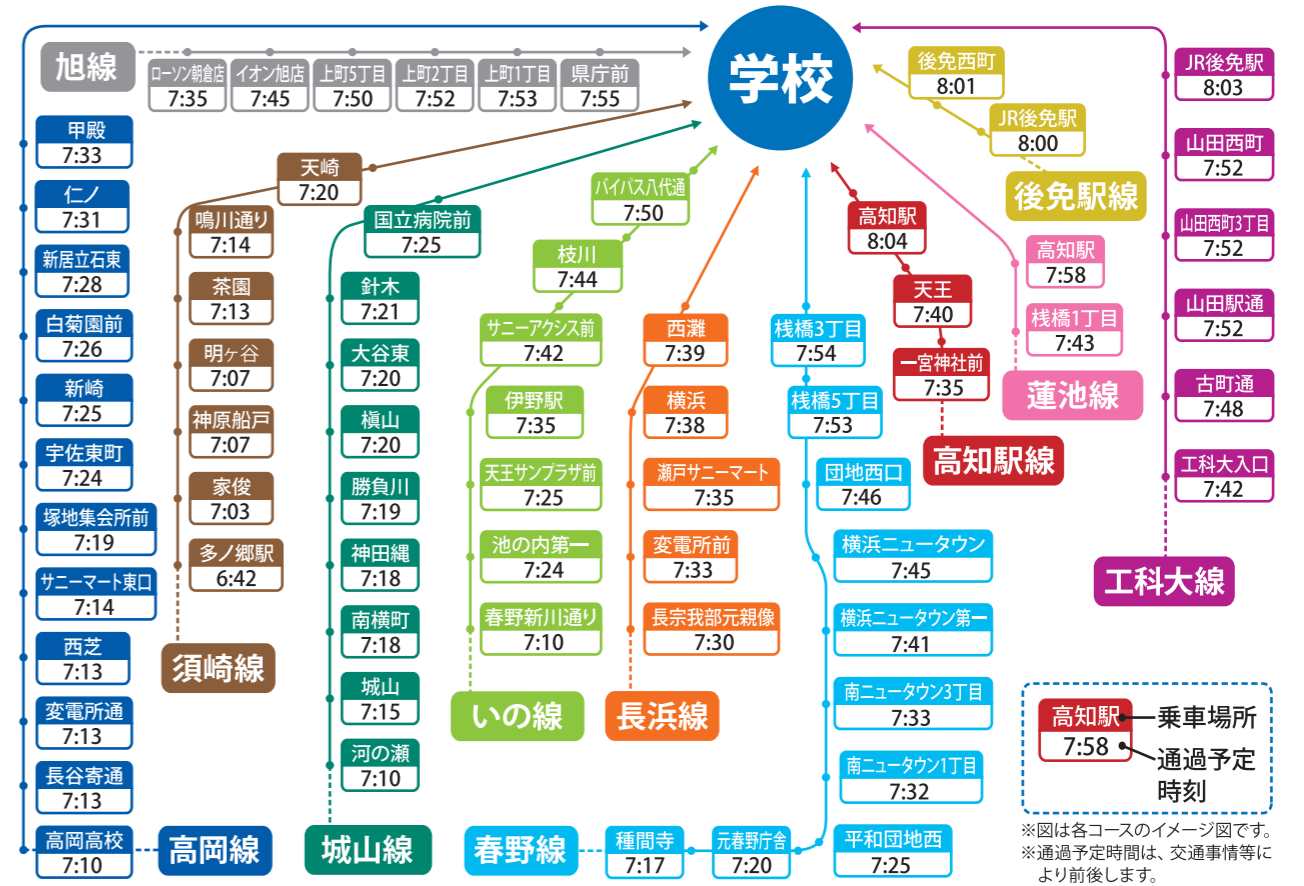 学校
旭線
ローソン朝倉店
7:35
イオン旭店
7:45
上町5丁目
7:50
上町2丁目
7:52
上町1丁目
7:53
県庁前
7:55
甲殿
7:33
仁ノ
7:31
新居立石東
7:28
白菊園前
7:26
新崎
7:25
宇佐東町
7:24
塚地集会所前
7:19
サニーマート東口
7:14
西芝
7:13
変電所通
7:13
長谷寄通
7:13
高岡高校
7:10
高岡線
天崎
7:20
鳴川通り
7:14
茶園
7:13
明ヶ谷
7:07
神原船戸
7:07
家俊
7:03
多ノ郷駅
6:42
須崎線
国立病院前
7:25
針木
7:21
大谷東
7:20
槇山
7:20
勝負川
7:19
神田縄
7:18
南横町
7:18
城山
7:15
河の瀬
7:10
城山線
バイパス八代通
7:50
枝川
7:44
サニーアクシス前
7:42
伊野駅
7:35
天王サンプラザ前
7:25
池の内第一
7:24
春野新川通り
7:10
いの線
西灘
7:39
横浜
7:38
瀬戸サニーマート
7:35
変電所前
7:33
長宗我部元親像
7:30
長浜線
桟橋3丁目
7:54
桟橋5丁目
7:53
団地西口
7:46
横浜ニュータウン
7:45
横浜ニュータウン第一
7:41
南ニュータウン3丁目
7:33
南ニュータウン1丁目
7:32
平和団地西
7:25
元春野庁舎
7:20
種間寺
7:17
春野線
高知駅
8:04
天王
7:40
一宮神社前
7:35
高知駅線
高知駅
7:58
桟橋1丁目
7:43
蓮池線
後免西町
8:01
JR後免駅
8:00
後免駅線
JR後免駅
8:03
山田西町
7:52
山田西町3丁目
7:52
山田駅通
7:52
古町通
7:48
工科大入口
7:42
工科大線
高知駅
7:58
乗車場所
通過予定
時刻
※図は各コースのイメージ図です。
※通過予定時間は、交通事情等に
より前後します。